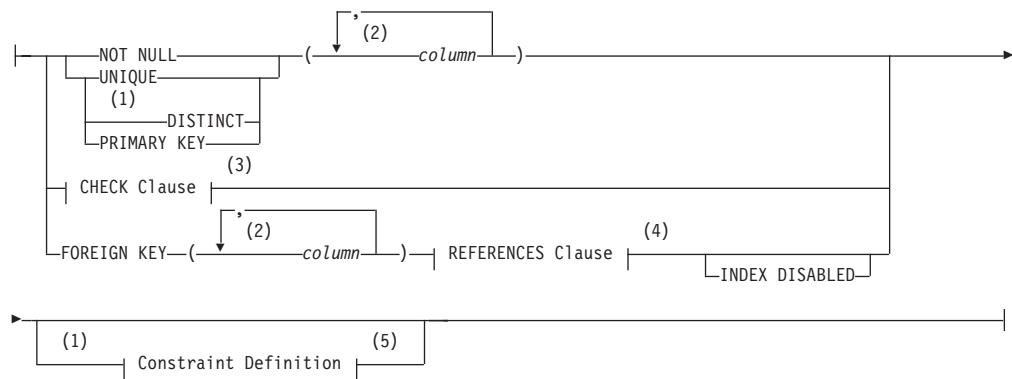 ,
(2)
NOT NULL ( column )
UNIQUE
(1)
DISTINCT
PRIMARY KEY
(3)
CHECK Clause
,
(2) (4)
FOREIGN KEY ( column ) REFERENCES Clause
INDEX DISABLED
(1) (5)
Constraint Definition